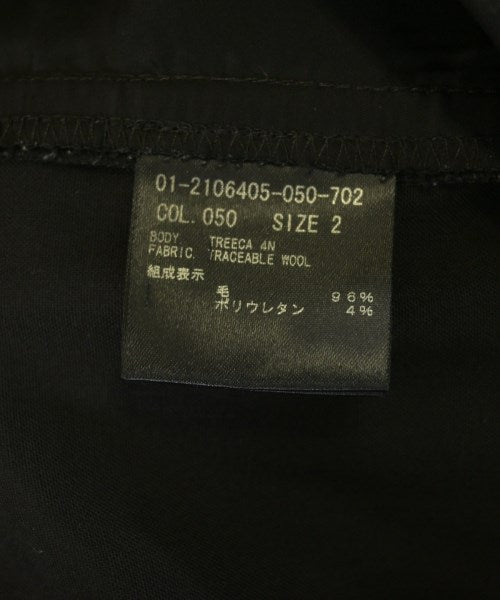 01-2106405-050-702
COL. 050 SIZE 2
BODY. TREECA 4N
FABRIC. TRACEABLE WOOL
組成表示
毛 96%
ポリウレタン 4%